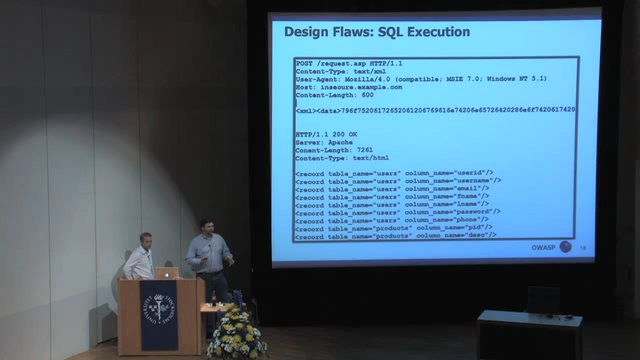 Design Flaws: SQL Execution
POST /request.asp HTTP/1.1
Content-Type: text/xml
User-Agent: Mozilla/4.0 (compatible; MSIE 7.0; Windows NT 5.1)
Host: insecure.example.com
Content-Length: 600
<xml><data>796f75206172652061206769616e74206e65726420286e6f7420617420
HTTP/1.1 200 OK
Server: Apache
Conent-Length: 7261
Content-Type: text/html
<record table_name="users" column_name="userid"/>
<record table_name="users" column_name="username"/>
<record table_name="users" column_name="email"/>
<record table_name="users" column_name="fname"/>
<record table_name="users" column_name="lname"/>
<record table_name="users" column_name="password"/>
<record table_name="users" column_name="phone"/>
<record table_name="products" column_name="pid"/>
<record table_name="products" column_name="desc"/>
OWASP